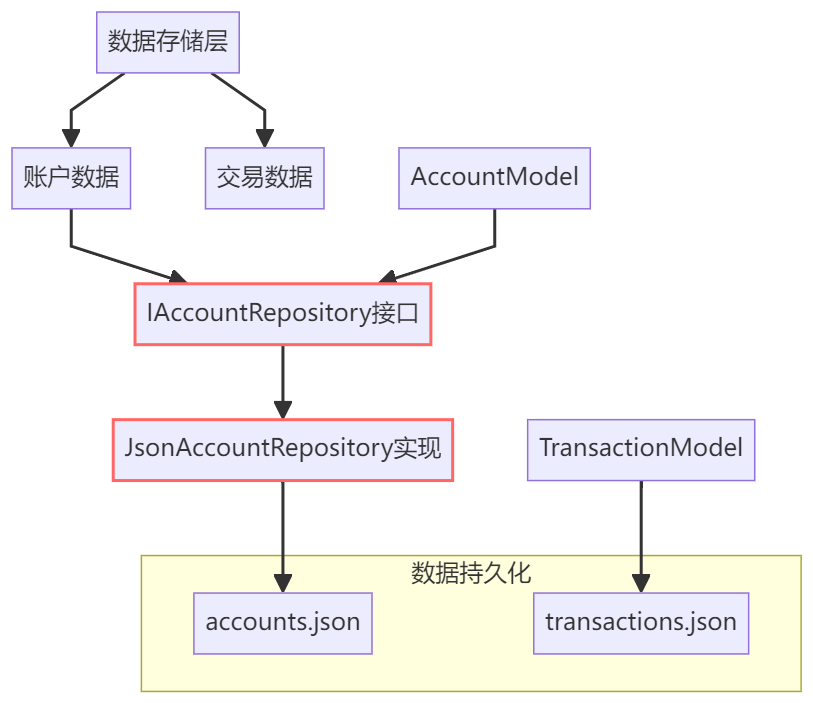 数据存储层
账户数据
交易数据
AccountModel
IAccountRepository接口
JsonAccountRepository实现
TransactionModel
数据持久化
accounts.json
transactions.json